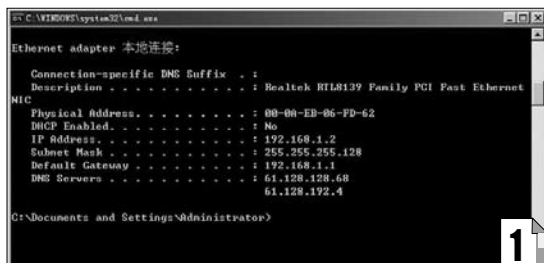 C:\WINDOWS\system32\cmd.exe
Ethernet adapter 本地连接:
Connection-specific DNS Suffix . :
Description . . . . . . . . . . . : Realtek RTL8139 Family PCI Fast Ethernet
NIC
Physical Address. . . . . . . . . : 00-0A-EB-06-FD-62
DHCP Enabled. . . . . . . . . . . : No
IP Address. . . . . . . . . . . . : 192.168.1.2
Subnet Mask . . . . . . . . . . . : 255.255.255.128
Default Gateway . . . . . . . . . : 192.168.1.1
DNS Servers . . . . . . . . . . . : 61.128.128.68
61.128.192.4
C:\Documents and Settings\Administrator>
1